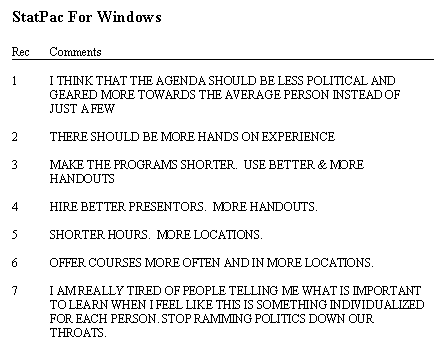 StatPac For Windows
Rec Comments
1 I THINK THAT THE AGENDA SHOULD BE LESS POLITICAL AND
GEARED MORE TOWARDS THE AVERAGE PERSON INSTEAD OF
JUST A FEW
2 THERE SHOULD BE MORE HANDS ON EXPERIENCE
3 MAKE THE PROGRAMS SHORTER. USE BETTER & MORE
HANDOUTS
4 HIRE BETTER PRESENTORS. MORE HANDOUTS.
5 SHORTER HOURS. MORE LOCATIONS.
6 OFFER COURSES MORE OFTEN AND IN MORE LOCATIONS.
7 I AM REALLY TIRED OF PEOPLE TELLING ME WHAT IS IMPORTANT
TO LEARN WHEN I FEEL LIKE THIS IS SOMETHING INDIVIDUALIZED
FOR EACH PERSON. STOP RAMMING POLITICS DOWN OUR
THROATS.